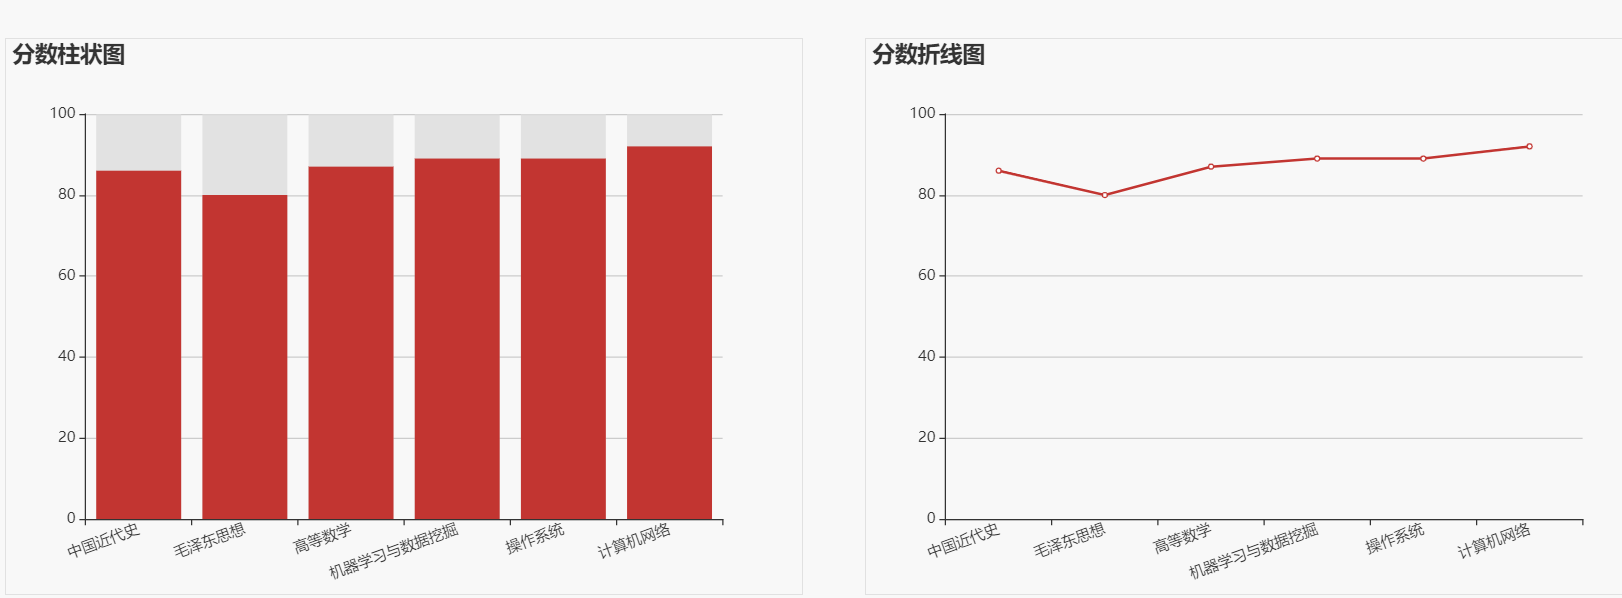 分数柱状图
100
80
60
40
20
0
中国近代史
毛泽东思想
高等数学
机器学习与数据挖掘
操作系统
计算机网络
分数折线图
100
80
60
40
20
0
中国近代史
毛泽东思想
高等数学
机器学习与数据挖掘
操作系统
计算机网络